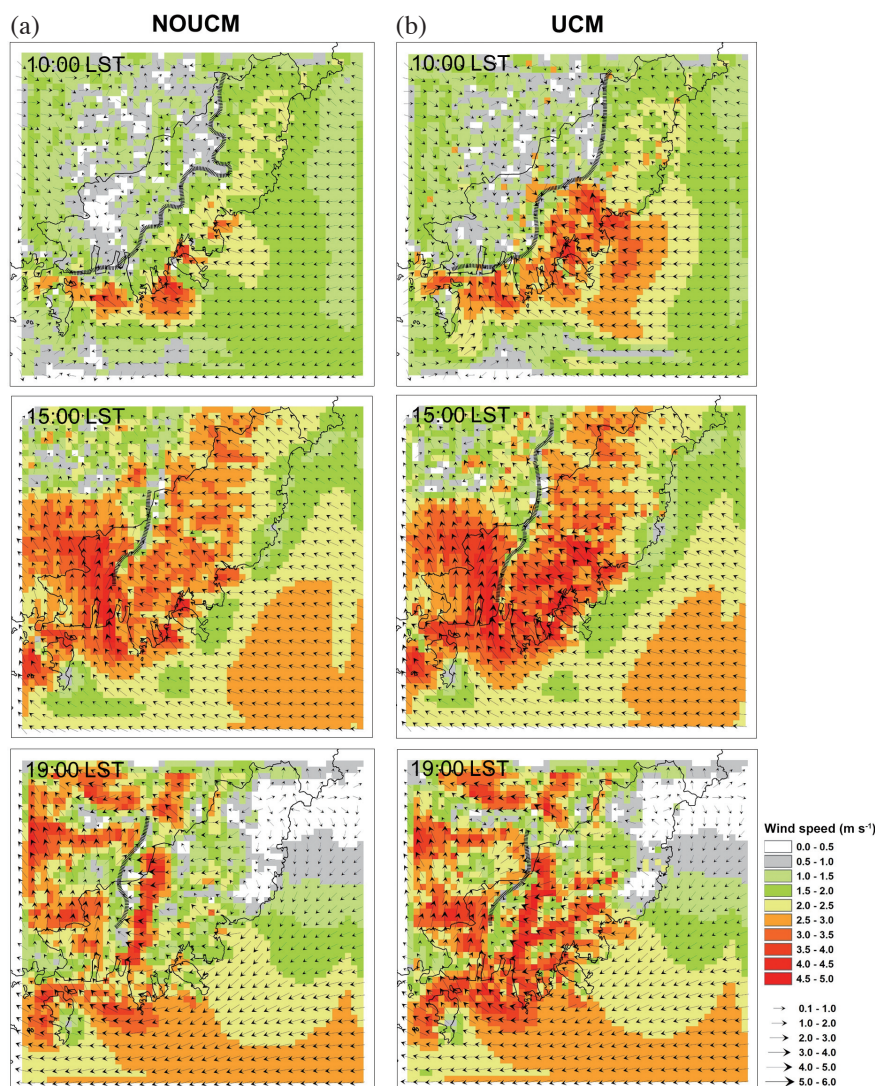 (a) NOUCM
(b) UCM
10:00 LST
10:00 LST
15:00 LST
15:00 LST
19:00 LST
19:00 LST
Wind speed (m s⁻¹)
0.0 - 0.5
0.5 - 1.0
1.0 - 1.5
1.5 - 2.0
2.0 - 2.5
2.5 - 3.0
3.0 - 3.5
3.5 - 4.0
4.0 - 4.5
4.5 - 5.0
0.1 - 1.0
1.0 - 2.0
2.0 - 3.0
3.0 - 4.0
4.0 - 5.0
5.0 - 6.0